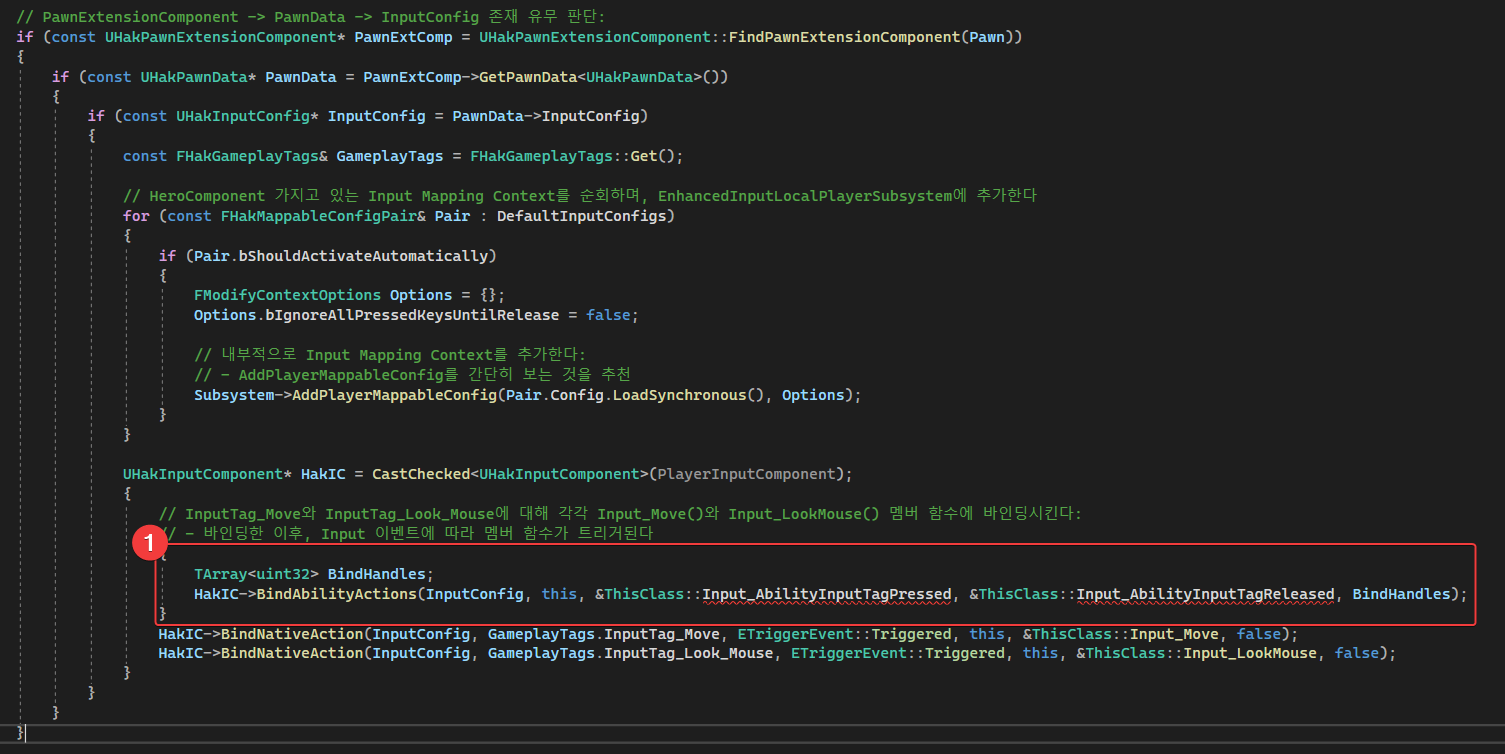 // PawnExtensionComponent -> PawnData -> InputConfig 존재 유무 판단:
if (const UHakPawnExtensionComponent* PawnExtComp = UHakPawnExtensionComponent::FindPawnExtensionComponent(Pawn))
{
if (const UHakPawnData* PawnData = PawnExtComp->GetPawnData<UHakPawnData>())
{
if (const UHakInputConfig* InputConfig = PawnData->InputConfig)
{
const FHakGameplayTags& GameplayTags = FHakGameplayTags::Get();
// HeroComponent 가지고 있는 Input Mapping Context를 순회하며, EnhancedInputLocalPlayerSubsystem에 추가한다
for (const FHakMappableConfigPair& Pair : DefaultInputConfigs)
{
if (Pair.bShouldActivateAutomatically)
{
FModifyContextOptions Options = {};
Options.bIgnoreAllPressedKeysUntilRelease = false;
// 내부적으로 Input Mapping Context를 추가한다:
// - AddPlayerMappableConfig를 간단히 보는 것을 추천
Subsystem->AddPlayerMappableConfig(Pair.Config.LoadSynchronous(), Options);
}
}
UHakInputComponent* HakIC = CastChecked<UHakInputComponent>(PlayerInputComponent);
{
// InputTag_Move와 InputTag_Look_Mouse에 대해 각각 Input_Move()와 Input_LookMouse() 멤버 함수에 바인딩시킨다:
// - 바인딩한 이후, Input 이벤트에 따라 멤버 함수가 트리거된다
1
{
TArray<uint32> BindHandles;
HakIC->BindAbilityActions(InputConfig, this, &ThisClass::Input_AbilityInputTagPressed, &ThisClass::Input_AbilityInputTagReleased, BindHandles);
}
HakIC->BindNativeAction(InputConfig, GameplayTags.InputTag_Move, ETriggerEvent::Triggered, this, &ThisClass::Input_Move, false);
HakIC->BindNativeAction(InputConfig, GameplayTags.InputTag_Look_Mouse, ETriggerEvent::Triggered, this, &ThisClass::Input_LookMouse, false);
}
}
}
}